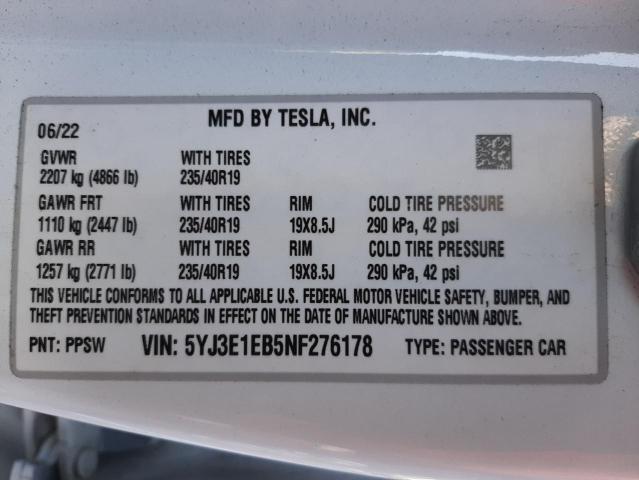 06/22 MFD BY TESLA, INC.
GVWR WITH TIRES
2207 kg (4866 lb) 235/40R19
GAWR FRT WITH TIRES RIM COLD TIRE PRESSURE
1110 kg (2447 lb) 235/40R19 19X8.5J 290 kPa, 42 psi
GAWR RR WITH TIRES RIM COLD TIRE PRESSURE
1257 kg (2771 lb) 235/40R19 19X8.5J 290 kPa, 42 psi
THIS VEHICLE CONFORMS TO ALL APPLICABLE U.S. FEDERAL MOTOR VEHICLE SAFETY, BUMPER, AND
THEFT PREVENTION STANDARDS IN EFFECT ON THE DATE OF MANUFACTURE SHOWN ABOVE.
PNT: PPSW VIN: 5YJ3E1EB5NF276178 TYPE: PASSENGER CAR